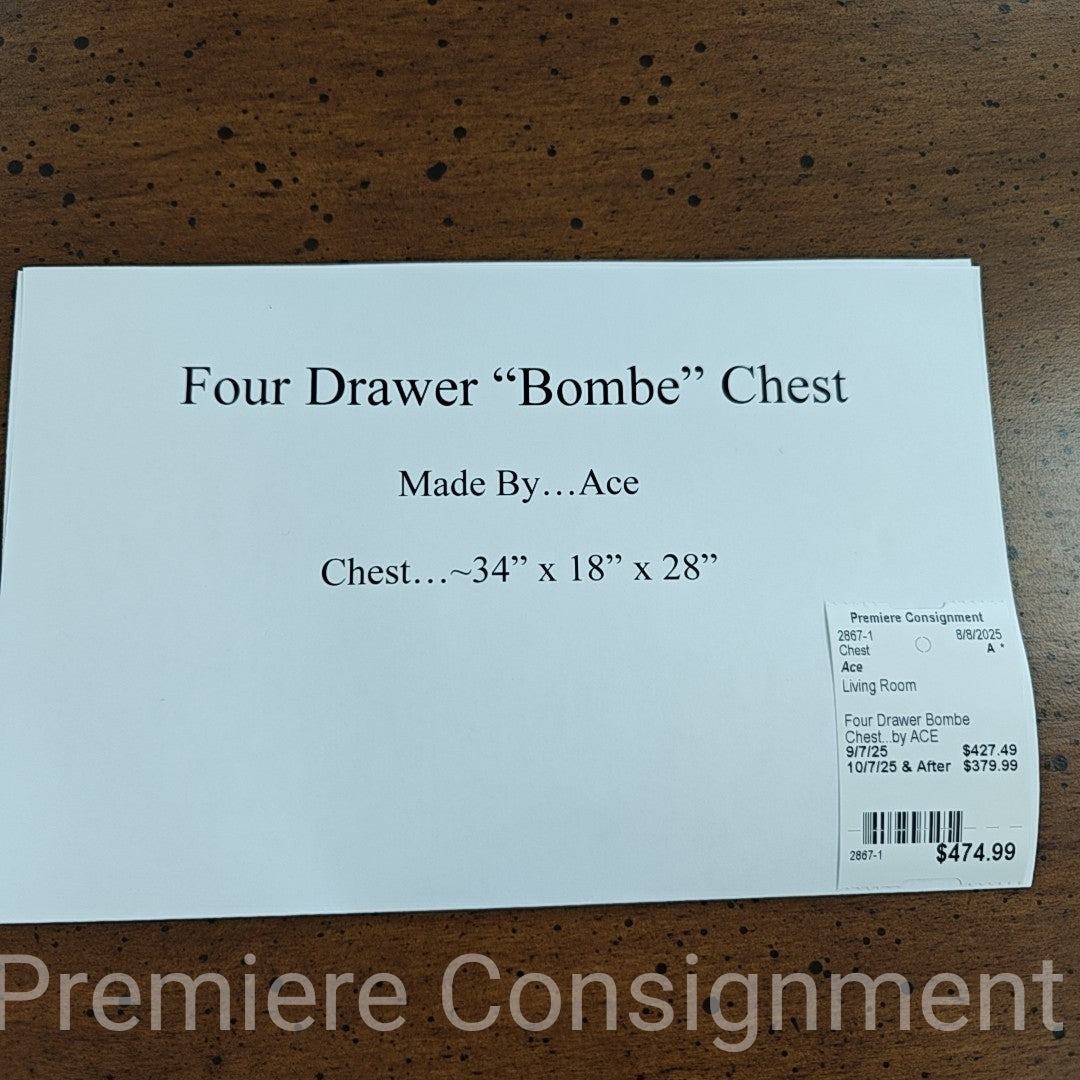 Four Drawer “Bombe” Chest
Made By…Ace
Chest…~34” x 18” x 28”
Premiere Consignment
2867-1 8/8/2025
Chest A *
Ace
Living Room
Four Drawer Bombe
Chest...by ACE
9/7/25 $427.49
10/7/25 & After $379.99
2867-1 $474.99
Premiere Consignment